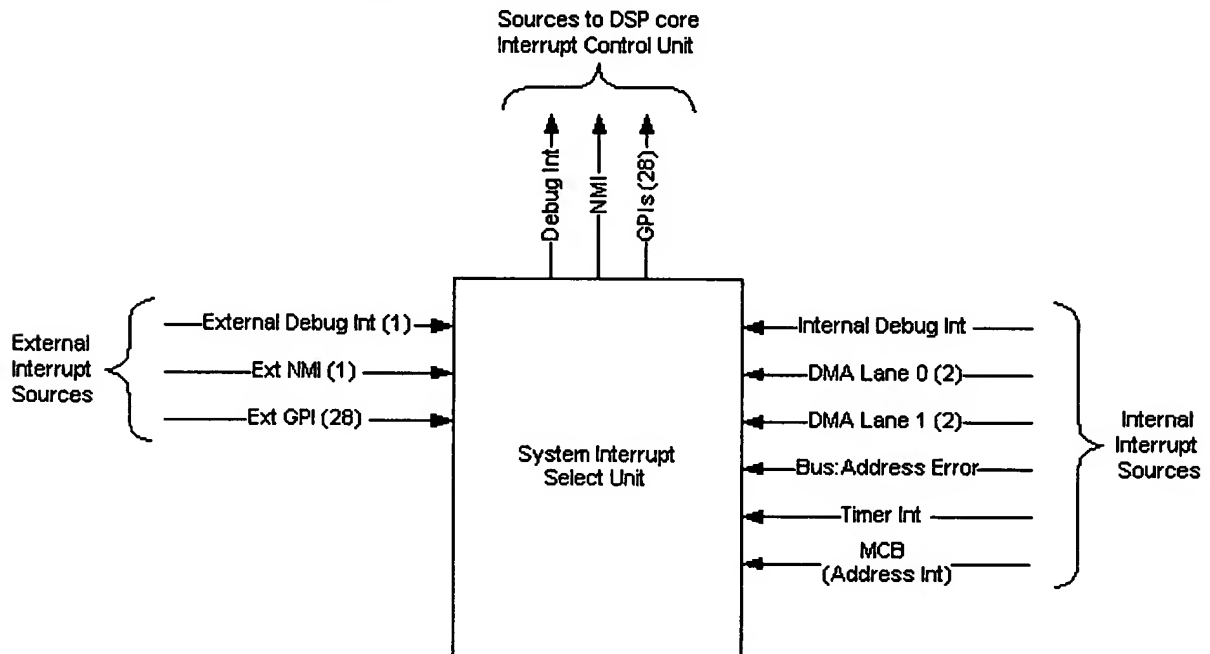 Sources to DSP core
Interrupt Control Unit
Debug Int
NMI
GPIs (28)
External
Interrupt
Sources
External Debug Int (1)
Ext NMI (1)
Ext GPI (28)
System Interrupt
Select Unit
Internal Debug Int
DMA Lane 0 (2)
DMA Lane 1 (2)
Bus:Address Error
Timer Int
MCB
(Address Int)
Internal
Interrupt
Sources